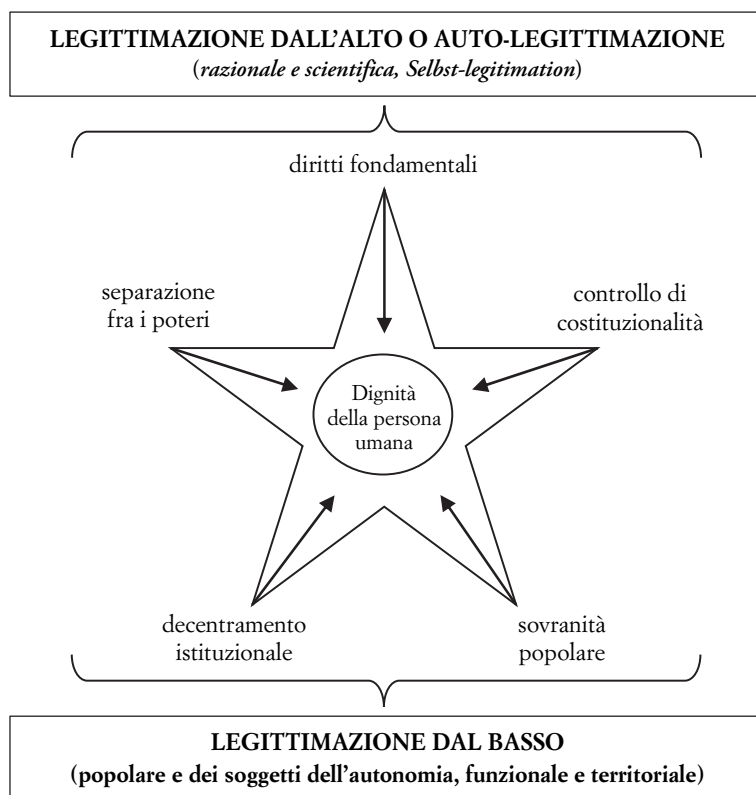 LEGITTIMAZIONE DALL’ALTO O AUTO-LEGITTIMAZIONE
(razionale e scientifica, Selbst-legitimation)
diritti fondamentali
separazione
fra i poteri
controllo di
costituzionalità
Dignità
della persona
umana
decentramento
istituzionale
sovranità
popolare
LEGITTIMAZIONE DAL BASSO
(popolare e dei soggetti dell’autonomia, funzionale e territoriale)